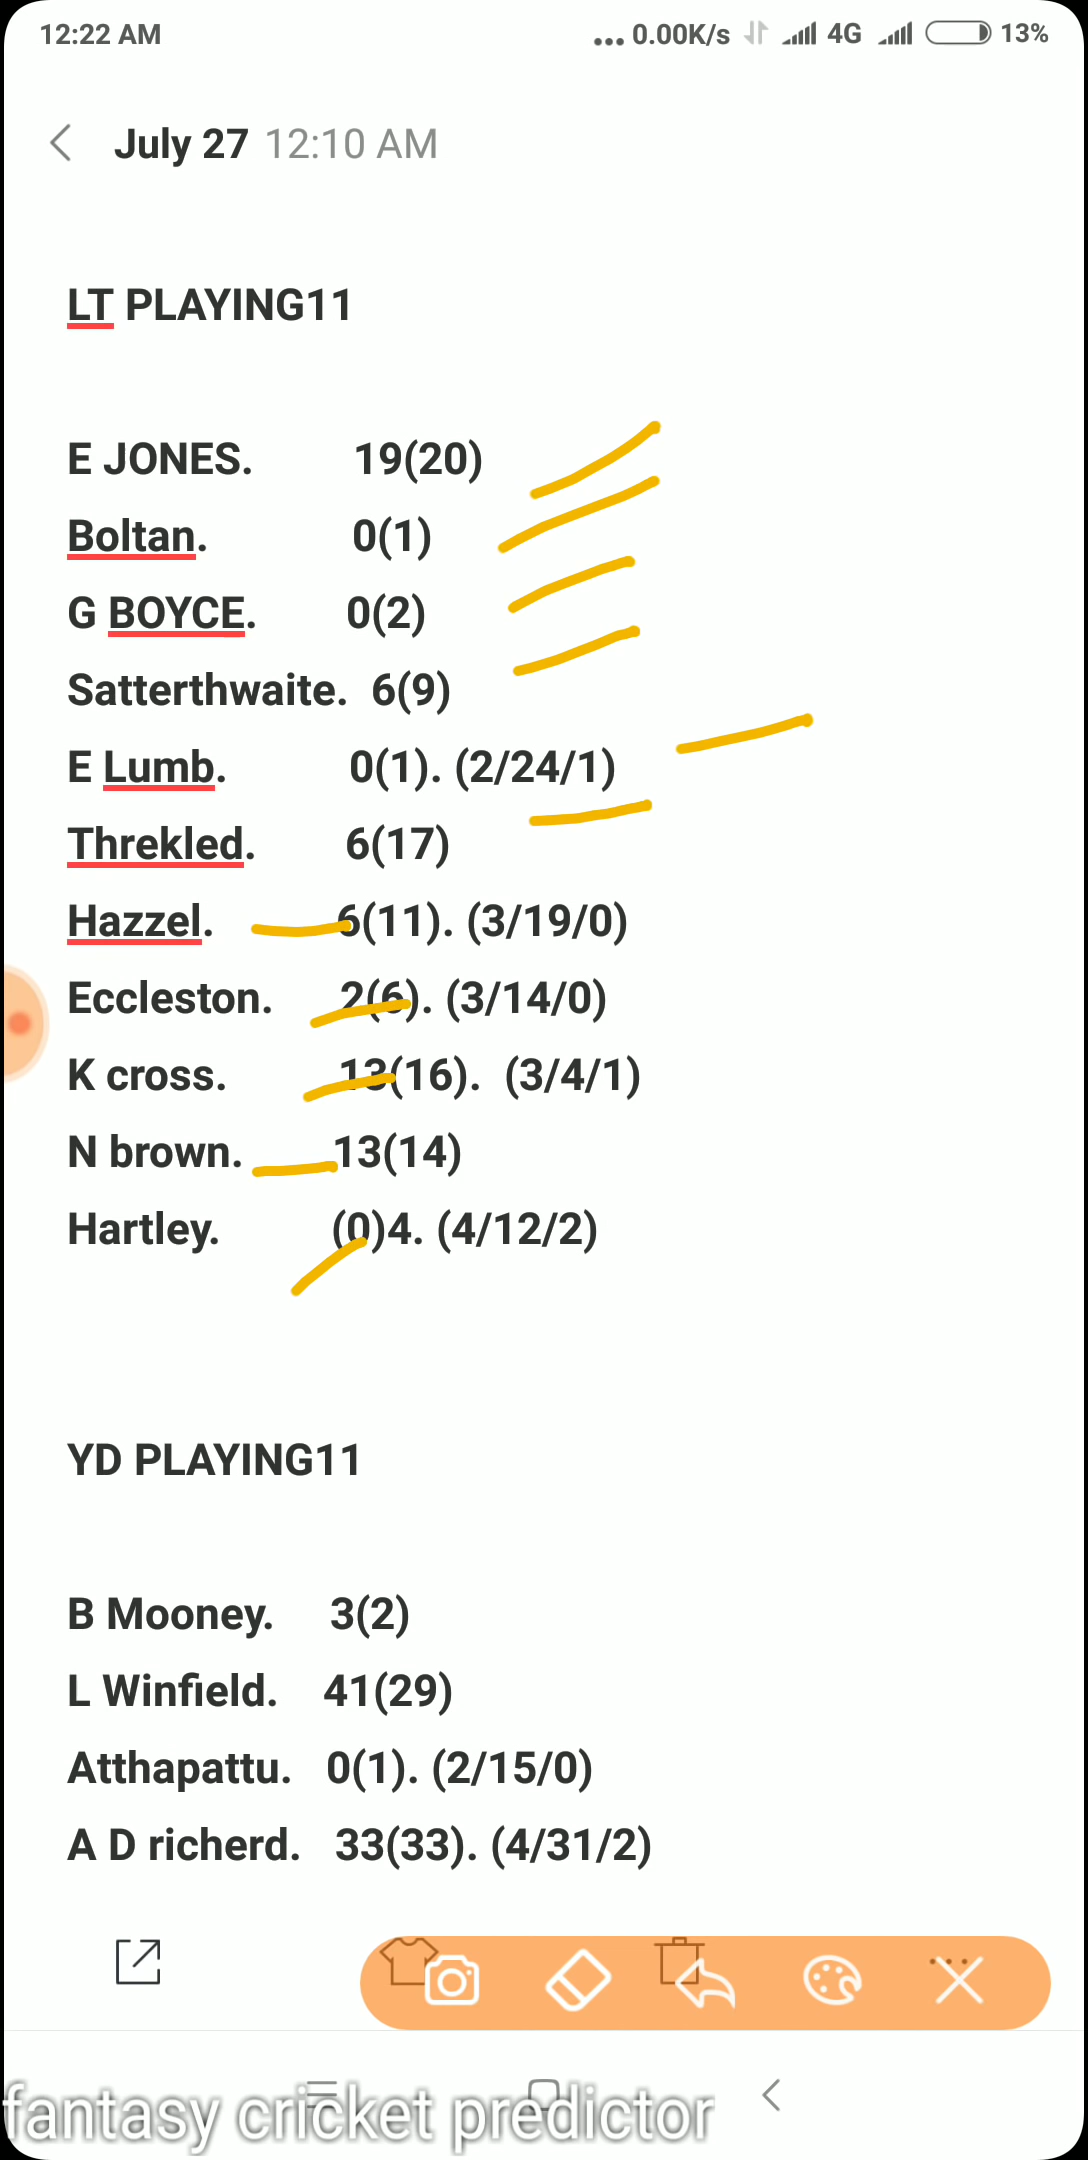 12:22 AM
... 0.00K/s 4G 13%
July 27 12:10 AM
LT PLAYING11
E JONES. 19(20)
Boltan. 0(1)
G BOYCE. 0(2)
Satterthwaite. 6(9)
E Lumb. 0(1). (2/24/1)
Threkled. 6(17)
Hazzel. 6(11). (3/19/0)
Eccleston. 2(6). (3/14/0)
K cross. 13(16). (3/4/1)
N brown. 13(14)
Hartley. (0)4. (4/12/2)
YD PLAYING11
B Mooney. 3(2)
L Winfield. 41(29)
Atthapattu. 0(1). (2/15/0)
A D richerd. 33(33). (4/31/2)
fantasy cricket predictor